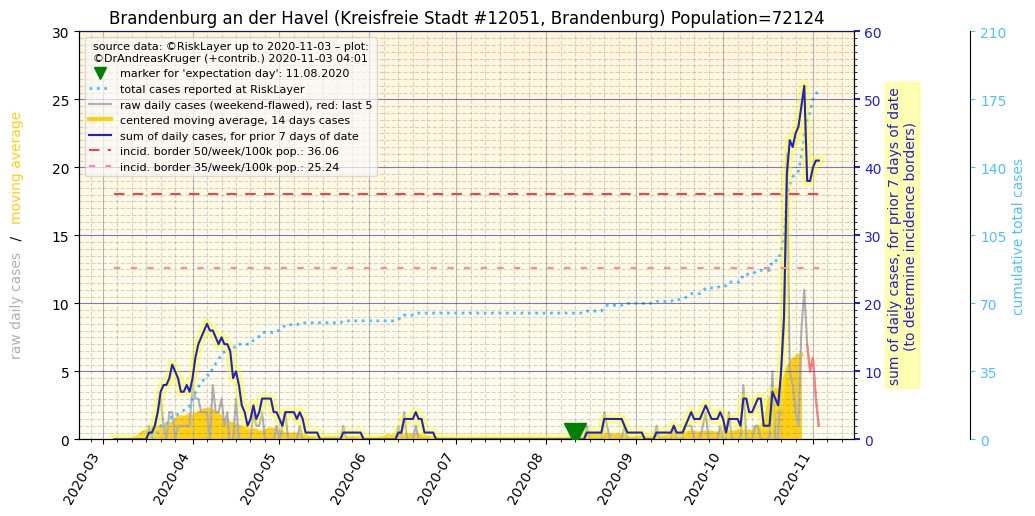 Brandenburg an der Havel (Kreisfreie Stadt #12051, Brandenburg) Population=72124
source data: ©RiskLayer up to 2020-11-03 – plot:
©DrAndreasKruger (+contrib.) 2020-11-03 04:01
marker for 'expectation day': 11.08.2020
total cases reported at RiskLayer
raw daily cases (weekend-flawed), red: last 5
centered moving average, 14 days cases
sum of daily cases, for prior 7 days of date
incid. border 50/week/100k pop.: 36.06
incid. border 35/week/100k pop.: 25.24
raw daily cases / moving average
30
25
20
15
10
5
0
60
50
40
30
20
10
0
sum of daily cases, for prior 7 days of date
(to determine incidence borders)
210
175
140
105
70
35
0
cumulative total cases
2020-03
2020-04
2020-05
2020-06
2020-07
2020-08
2020-09
2020-10
2020-11